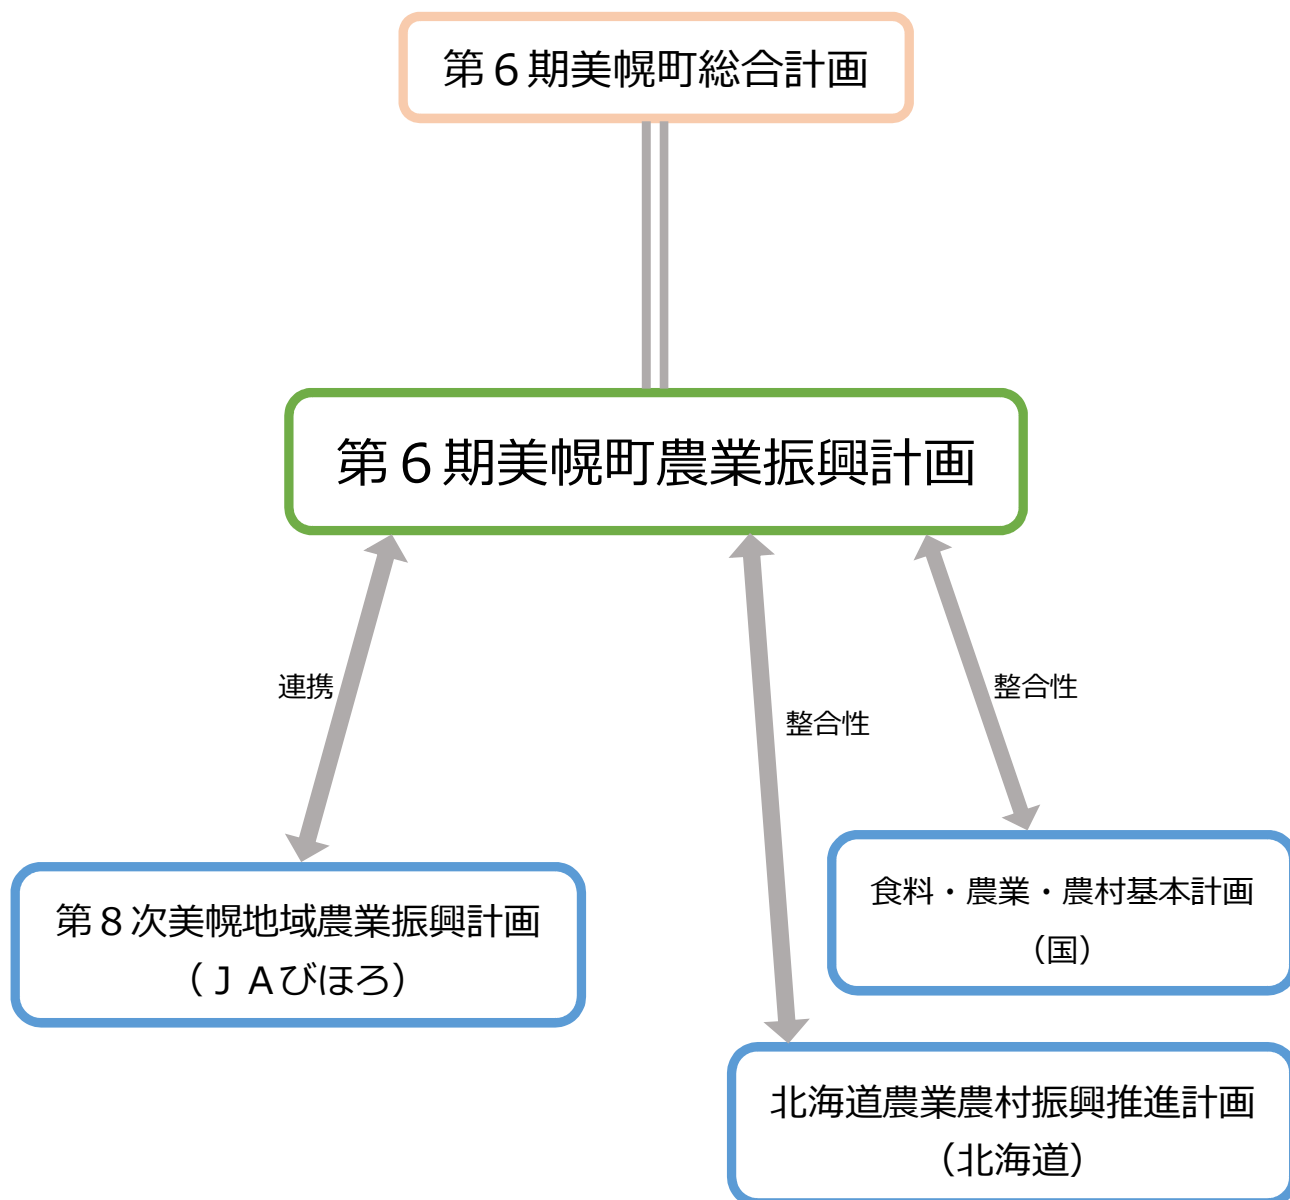 第６期美幌町総合計画
第６期美幌町農業振興計画
連携
整合性
整合性
第８次美幌地域農業振興計画
（ＪＡびほろ）
食料・農業・農村基本計画
（国）
北海道農業農村振興推進計画
（北海道）